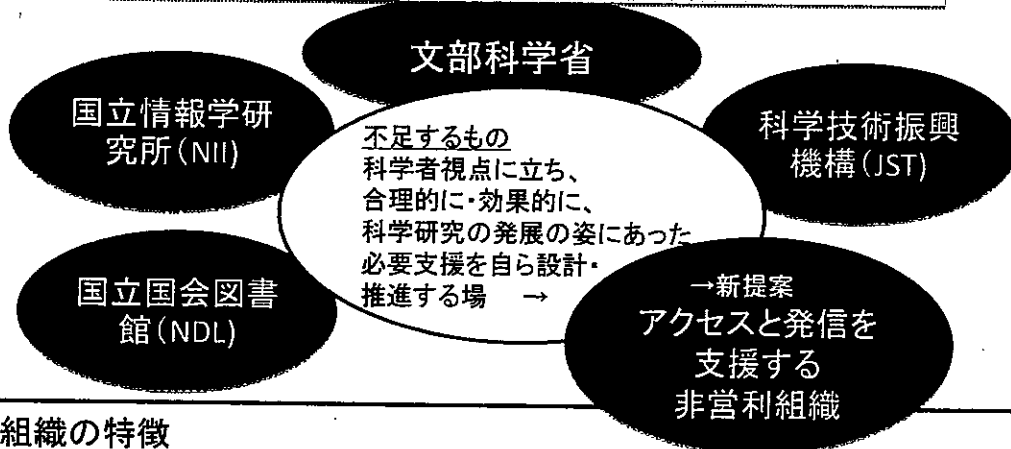 文部科学省
国立情報学研
究所(NII)
科学技術振興
機構(JST)
不足するもの
科学者視点に立ち、
合理的に・効果的に、
科学研究の発展の姿にあった
必要支援を自ら設計・
推進する場 →
国立国会図書
館(NDL)
→新提案
アクセスと発信を
支援する
非営利組織
組織の特徴